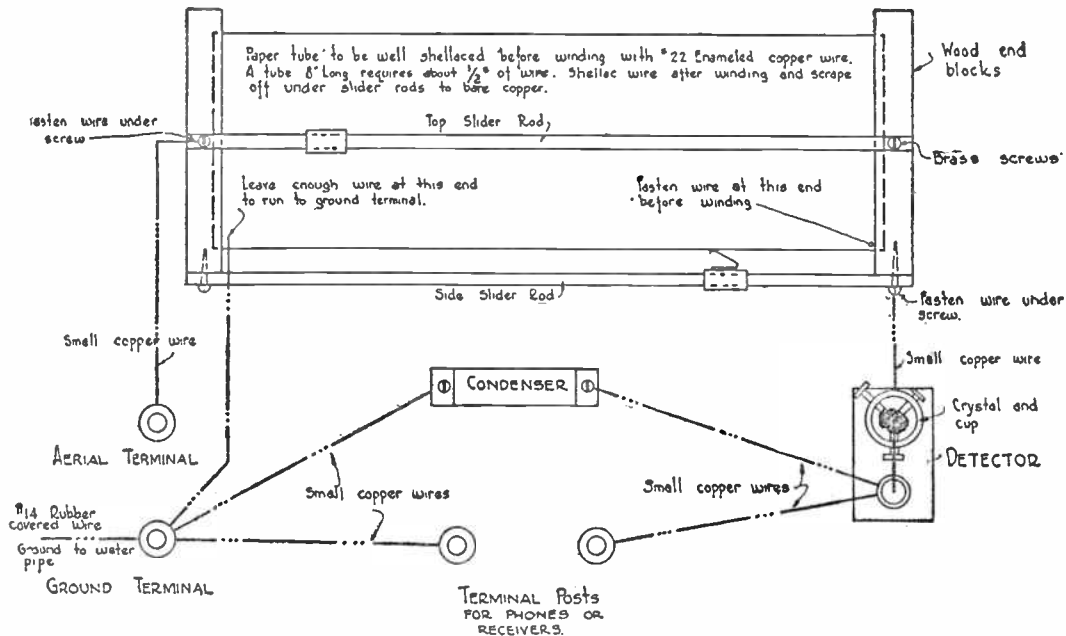 Paper tube to be well shellaced before winding with #22 Enameled copper wire.
A tube 8" Long requires about 1/2# of wire. Shellac wire after winding and scrape
off under slider rods to bare copper.
Wood end
blocks
Fasten wire under
screw
Top Slider Rod
Brass screws
Leave enough wire at this end
to run to ground terminal.
Fasten wire at this end
before winding
Side Slider Rod
Fasten wire under
screw.
Small copper wire
Small copper wire
CONDENSER
Crystal and
cup
AERIAL TERMINAL
DETECTOR
Small copper wires
Small copper wires
#14 Rubber
covered wire
Ground to water
pipe
GROUND TERMINAL
TERMINAL POSTS
FOR PHONES OR
RECEIVERS.